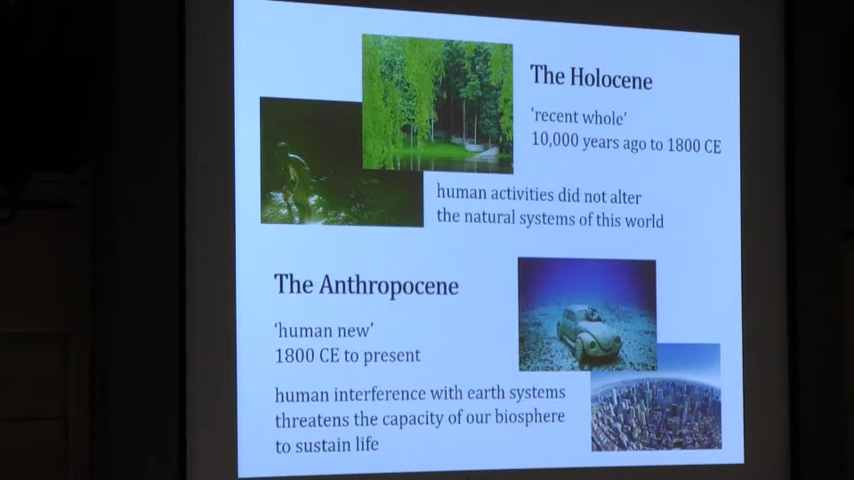 The Holocene
‘recent whole’
10,000 years ago to 1800 CE
human activities did not alter
the natural systems of this world
The Anthropocene
‘human new’
1800 CE to present
human interference with earth systems
threatens the capacity of our biosphere
to sustain life